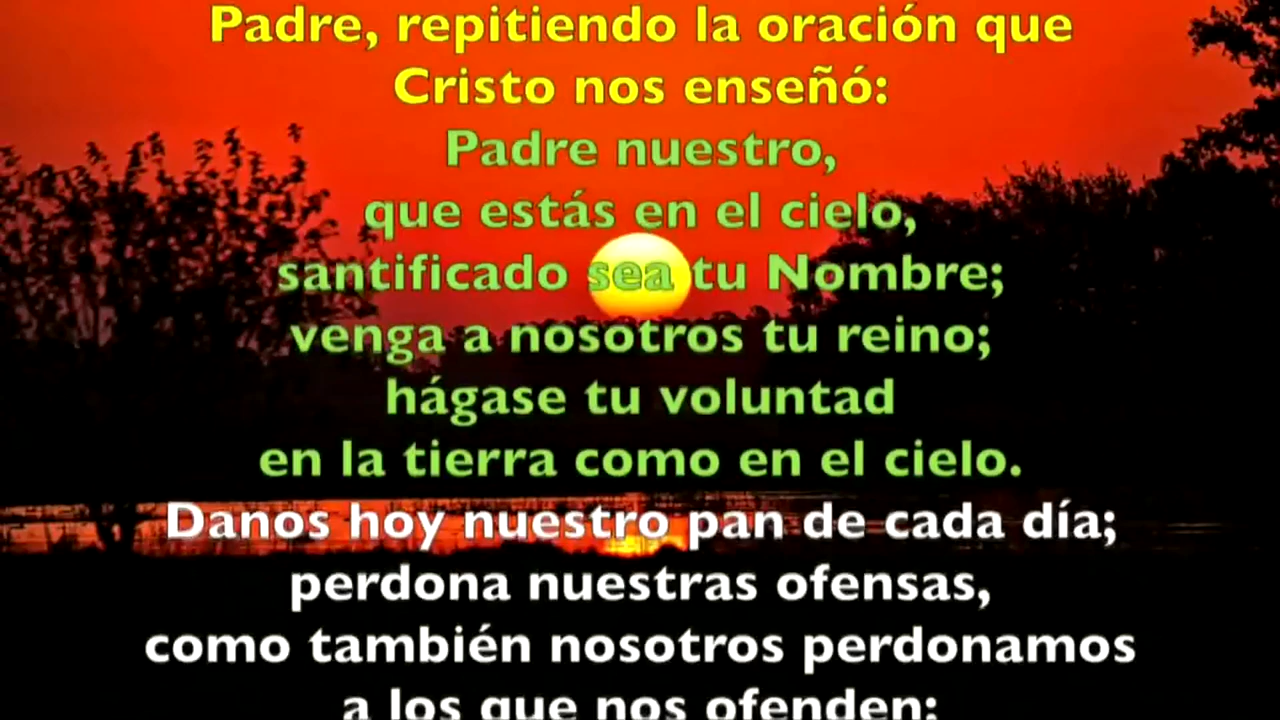 Padre, repitiendo la oración que
Cristo nos enseñó:
Padre nuestro,
que estás en el cielo,
santificado sea tu Nombre;
venga a nosotros tu reino;
hágase tu voluntad
en la tierra como en el cielo.
Danos hoy nuestro pan de cada día;
perdona nuestras ofensas,
como también nosotros perdonamos
a los que nos ofenden;